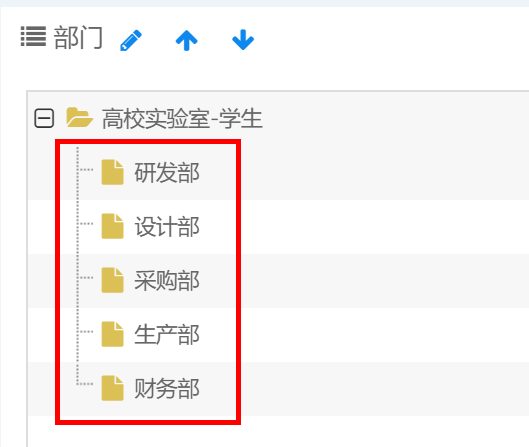 部门
高校实验室-学生
研发部
设计部
采购部
生产部
财务部